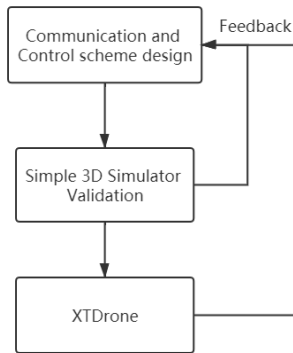 Feedback
Communication and
Control scheme design
Simple 3D Simulator
Validation
XTDrone